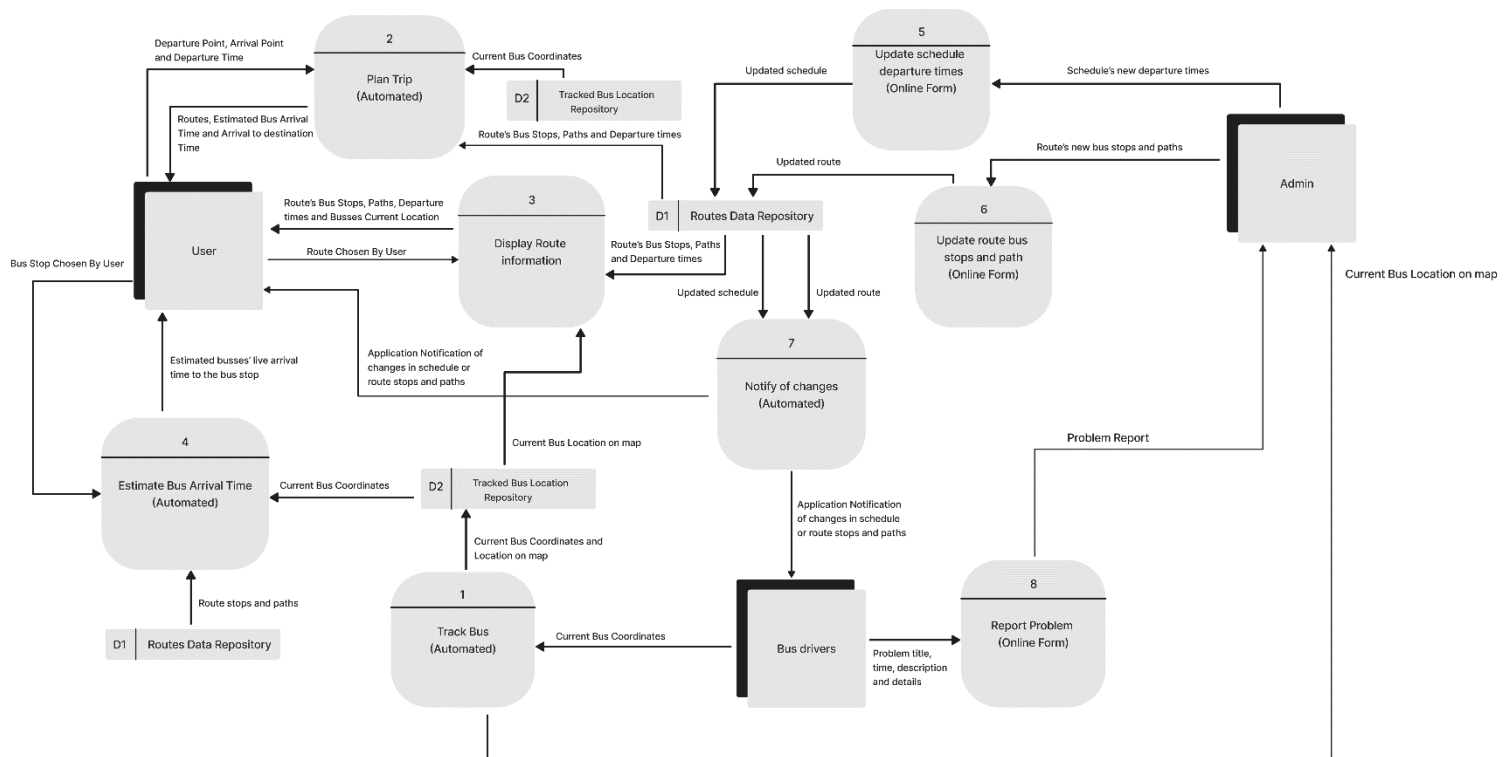 2
Plan Trip
(Automated)
Departure Point, Arrival Point
and Departure Time
Current Bus Coordinates
D2
Tracked Bus Location
Repository
Routes, Estimated Bus Arrival
Time and Arrival to destination
Time
Route's Bus Stops, Paths and Departure times
5
Update schedule
departure times
(Online Form)
Updated schedule
Schedule's new departure times
Admin
Route's new bus stops and paths
Updated route
6
Update route bus
stops and path
(Online Form)
D1
Routes Data Repository
User
3
Display Route
information
Route's Bus Stops, Paths, Departure
times and Busses Current Location
Route Chosen By User
Route's Bus Stops, Paths
and Departure times
Bus Stop Chosen By User
Updated schedule
Updated route
Current Bus Location on map
7
Notify of changes
(Automated)
Application Notification of
changes in schedule or
route stops and paths
Estimated busses' live arrival
time to the bus stop
4
Estimate Bus Arrival Time
(Automated)
Current Bus Location on map
Current Bus Coordinates
D2
Tracked Bus Location
Repository
Problem Report
Application Notification
of changes in schedule
or route stops and paths
Current Bus Coordinates and
Location on map
Route stops and paths
D1
Routes Data Repository
1
Track Bus
(Automated)
Current Bus Coordinates
Bus drivers
Problem title,
time, description
and details
8
Report Problem
(Online Form)